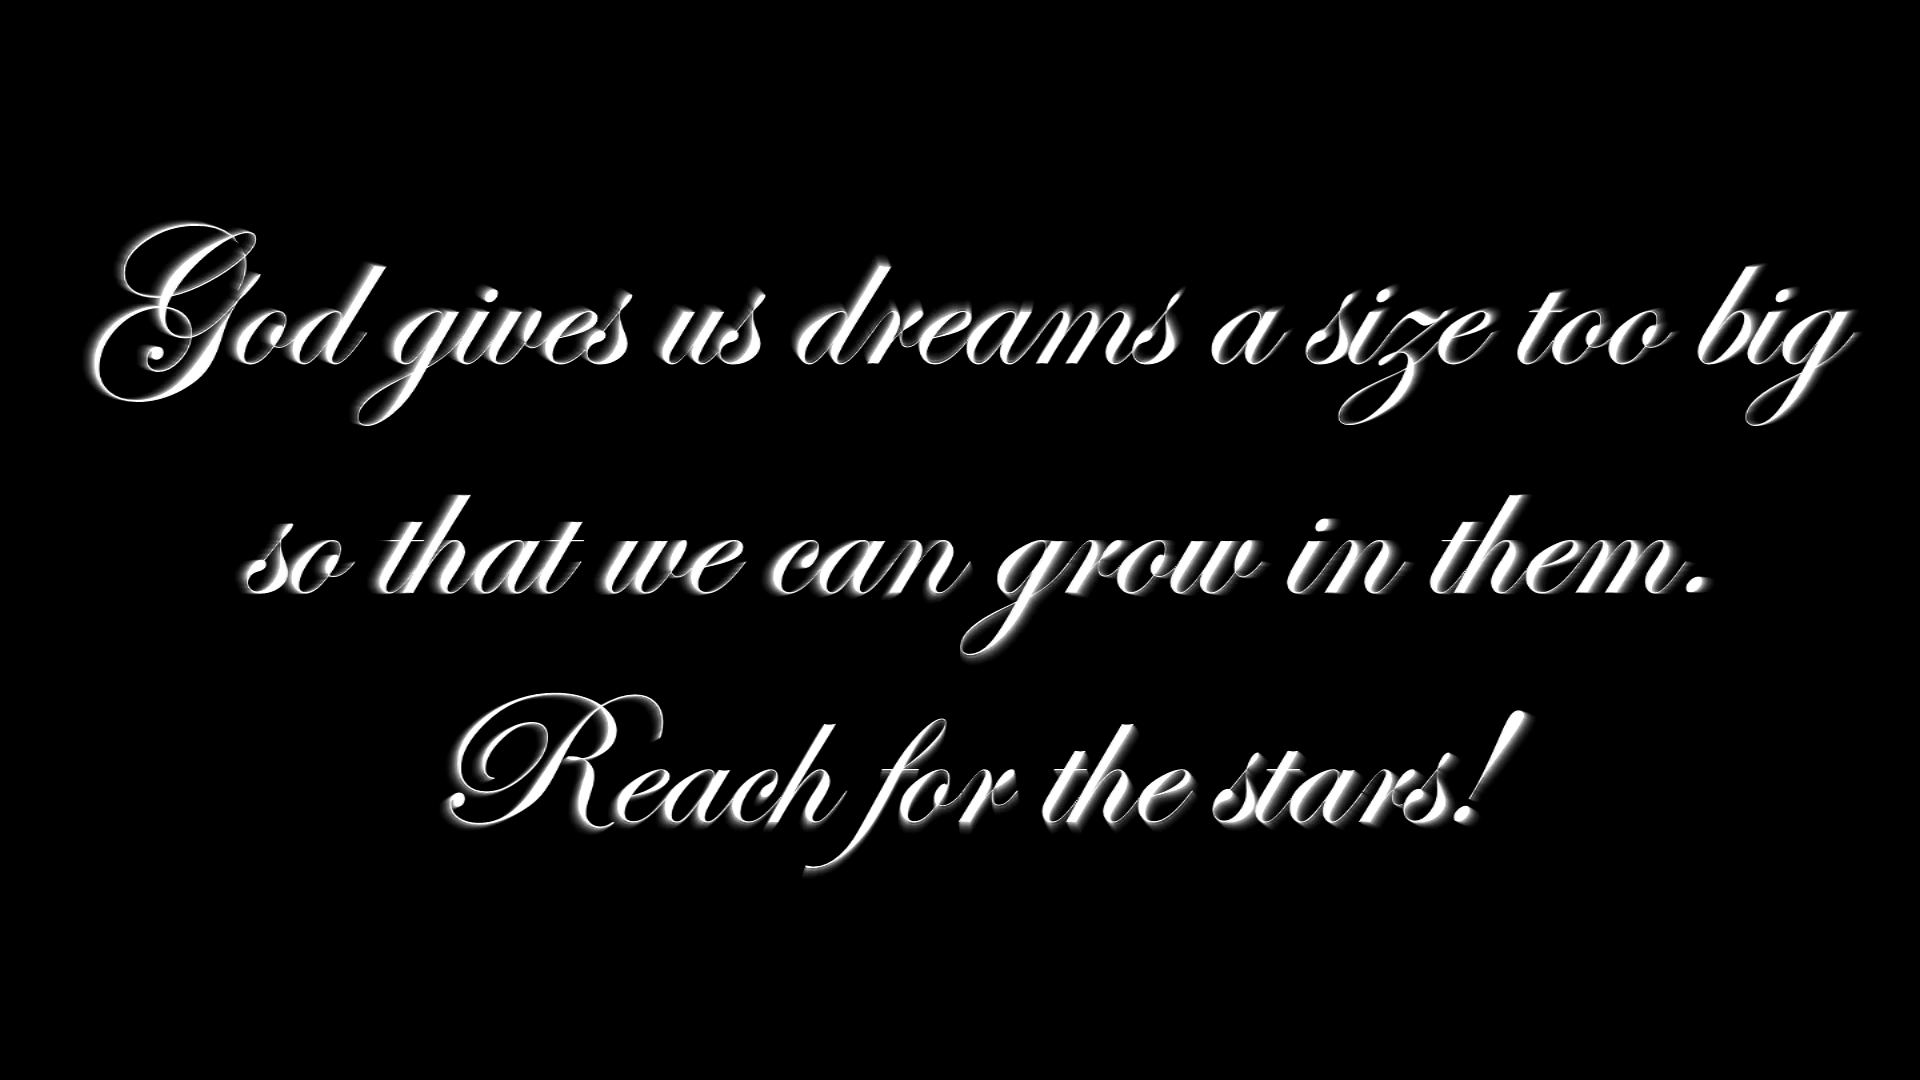 God gives us dreams a size too big
so that we can grow in them.
Reach for the stars!